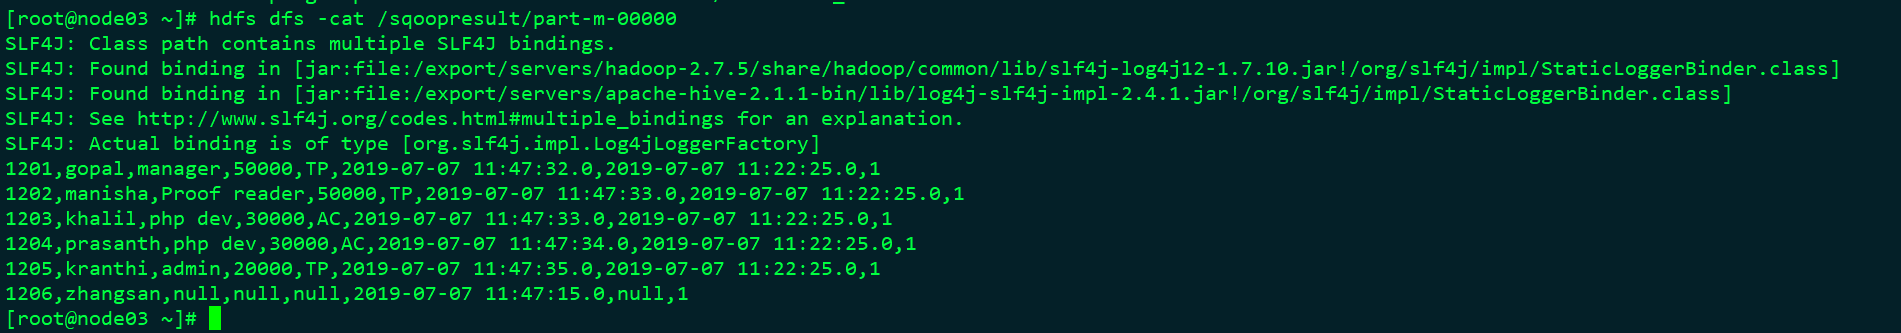 [root@node03 ~]# hdfs dfs -cat /sqoopresult/part-m-00000
SLF4J: Class path contains multiple SLF4J bindings.
SLF4J: Found binding in [jar:file:/export/servers/hadoop-2.7.5/share/hadoop/common/lib/slf4j-log4j12-1.7.10.jar!/org/slf4j/impl/StaticLoggerBinder.class]
SLF4J: Found binding in [jar:file:/export/servers/apache-hive-2.1.1-bin/lib/log4j-slf4j-impl-2.4.1.jar!/org/slf4j/impl/StaticLoggerBinder.class]
SLF4J: See http://www.slf4j.org/codes.html#multiple_bindings for an explanation.
SLF4J: Actual binding is of type [org.slf4j.impl.Log4jLoggerFactory]
1201,gopal,manager,50000,TP,2019-07-07 11:47:32.0,2019-07-07 11:22:25.0,1
1202,manisha,Proof reader,50000,TP,2019-07-07 11:47:33.0,2019-07-07 11:22:25.0,1
1203,khalil,php dev,30000,AC,2019-07-07 11:47:33.0,2019-07-07 11:22:25.0,1
1204,prasanth,php dev,30000,AC,2019-07-07 11:47:34.0,2019-07-07 11:22:25.0,1
1205,kranthi,admin,20000,TP,2019-07-07 11:47:35.0,2019-07-07 11:22:25.0,1
1206,zhangsan,null,null,null,2019-07-07 11:47:15.0,null,1
[root@node03 ~]#